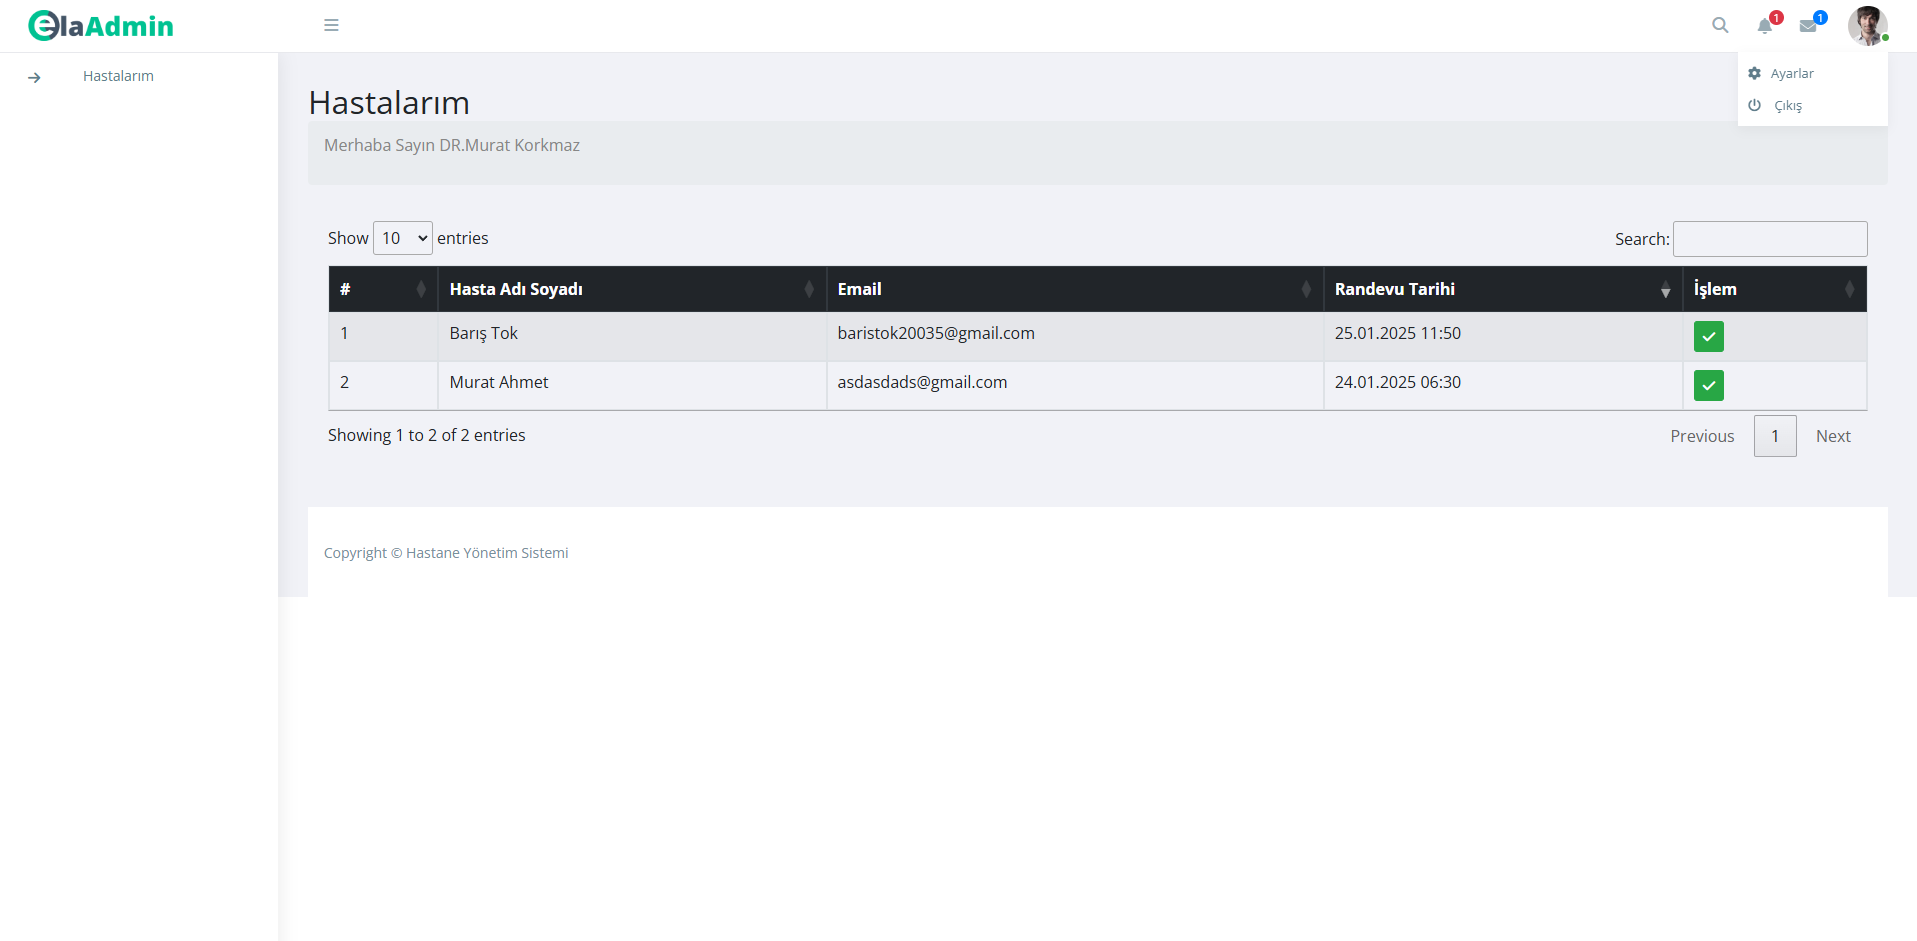 elaAdmin
1
1
Hastalarım
Ayarlar
Çıkış
Hastalarım
Merhaba Sayın DR.Murat Korkmaz
Show 10 entries
Search:
# Hasta Adı Soyadı Email Randevu Tarihi İşlem
1 Barış Tok baristok20035@gmail.com 25.01.2025 11:50
2 Murat Ahmet asdasdads@gmail.com 24.01.2025 06:30
Showing 1 to 2 of 2 entries
Previous 1 Next
Copyright © Hastane Yönetim Sistemi